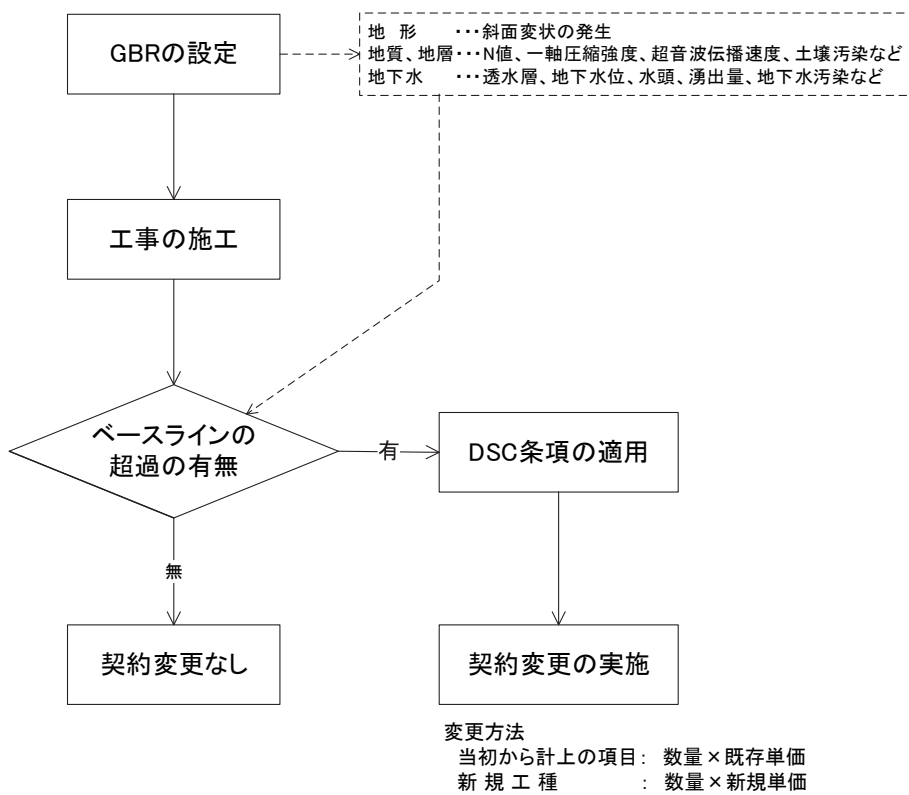 GBRの設定
地 形 ・・・斜面変状の発生
地質、地層・・・N値、一軸圧縮強度、超音波伝播速度、土壌汚染など
地下水 ・・・透水層、地下水位、水頭、湧出量、地下水汚染など
工事の施工
ベースラインの
超過の有無
有
DSC条項の適用
無
契約変更なし
契約変更の実施
変更方法
当初から計上の項目： 数量×既存単価
新 規 工 種 ： 数量×新規単価